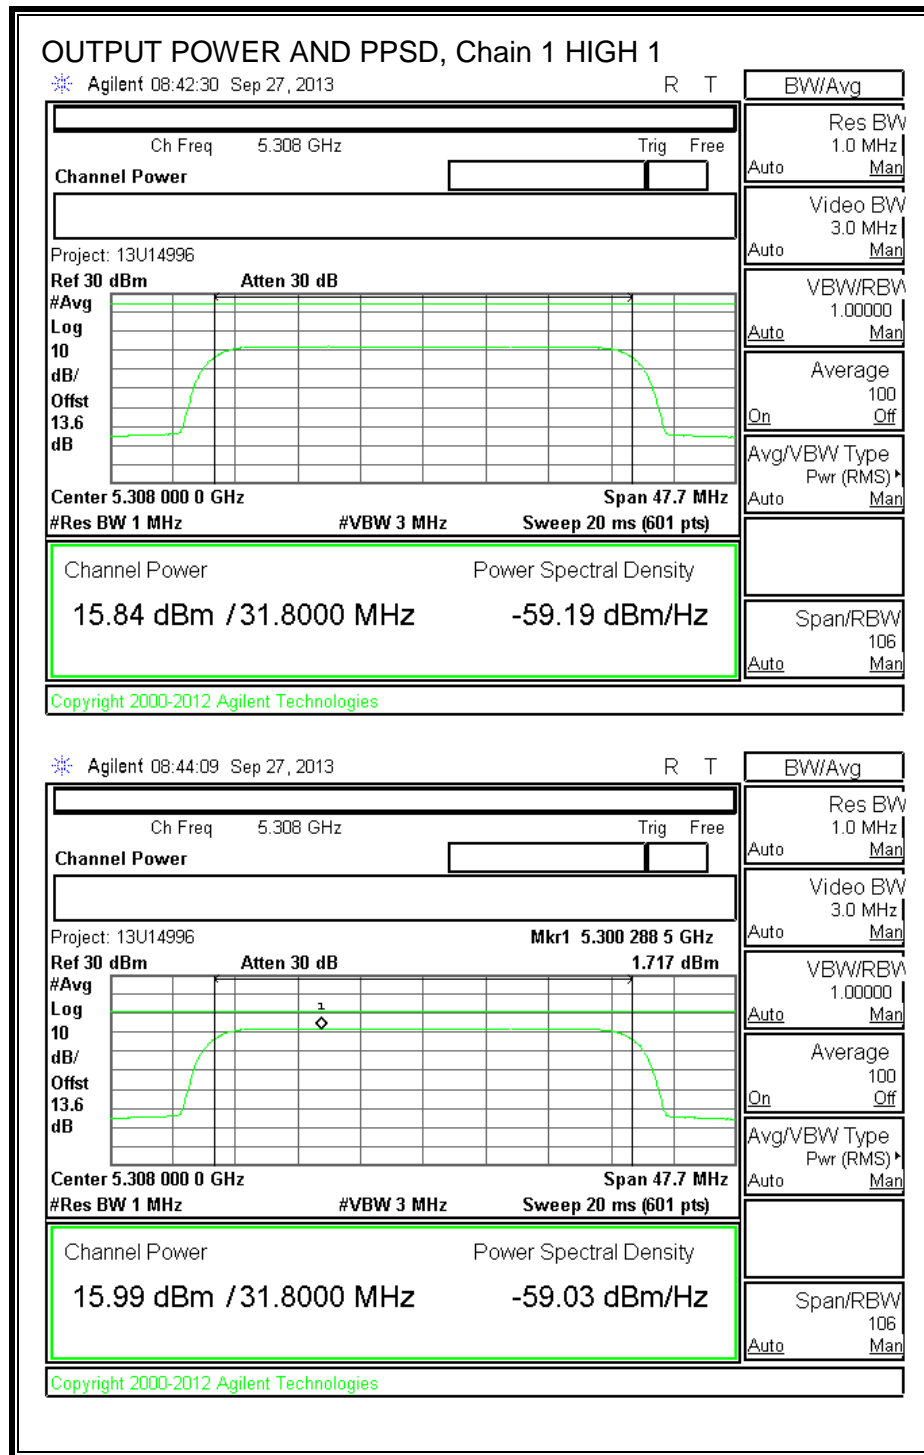 OUTPUT POWER AND PPSD, Chain 1 HIGH 1
Agilent 08:42:30 Sep 27, 2013 R T
BW/Avg
Ch Freq 5.308 GHz Trig Free
Channel Power
Res BW
1.0 MHz
Auto Man
Video BW
3.0 MHz
Auto Man
Project: 13U14996
Ref 30 dBm Atten 30 dB
#Avg
Log
10
dB/
Offst
13.6
dB
VBW/RBW
1.00000
Auto Man
Average
100
On Off
Avg/VBW Type
Pwr (RMS)
Auto Man
Center 5.308 000 0 GHz Span 47.7 MHz
#Res BW 1 MHz #VBW 3 MHz Sweep 20 ms (601 pts)
Channel Power Power Spectral Density
15.84 dBm / 31.8000 MHz -59.19 dBm/Hz
Span/RBW
106
Auto Man
Copyright 2000-2012 Agilent Technologies
Agilent 08:44:09 Sep 27, 2013 R T
BW/Avg
Ch Freq 5.308 GHz Trig Free
Channel Power
Res BW
1.0 MHz
Auto Man
Video BW
3.0 MHz
Auto Man
Project: 13U14996 Mkr1 5.300 288 5 GHz
Ref 30 dBm Atten 30 dB 1.717 dBm
#Avg
Log
10
dB/
Offst
13.6
dB
1
VBW/RBW
1.00000
Auto Man
Average
100
On Off
Avg/VBW Type
Pwr (RMS)
Auto Man
Center 5.308 000 0 GHz Span 47.7 MHz
#Res BW 1 MHz #VBW 3 MHz Sweep 20 ms (601 pts)
Channel Power Power Spectral Density
15.99 dBm / 31.8000 MHz -59.03 dBm/Hz
Span/RBW
106
Auto Man
Copyright 2000-2012 Agilent Technologies